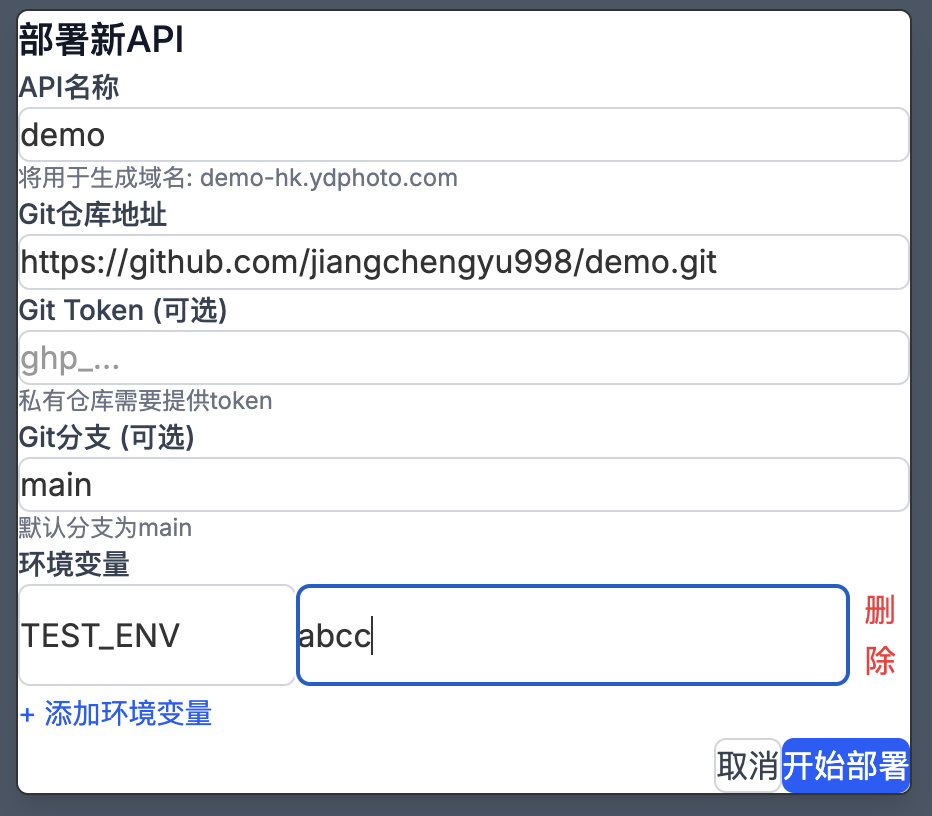 部署新API
API名称
demo
将用于生成域名: demo-hk.ydphoto.com
Git仓库地址
https://github.com/jiangchengyu998/demo.git
Git Token (可选)
ghp_...
私有仓库需要提供token
Git分支 (可选)
main
默认分支为main
环境变量
TEST_ENV abcc 删除
+ 添加环境变量
取消 开始部署